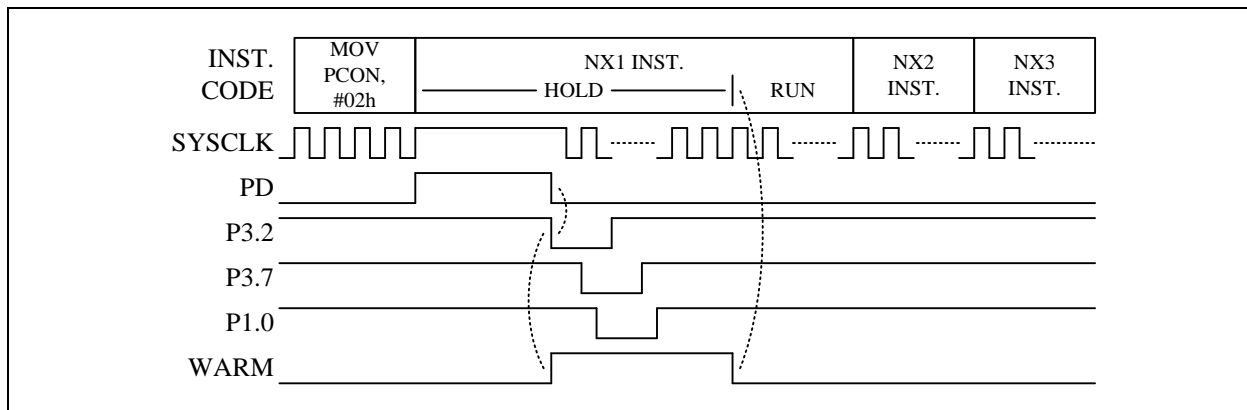 INST.
CODE
MOV
PCON,
#02h
NX1 INST.
HOLD
RUN
NX2
INST.
NX3
INST.
SYSCLK
PD
P3.2
P3.7
P1.0
WARM